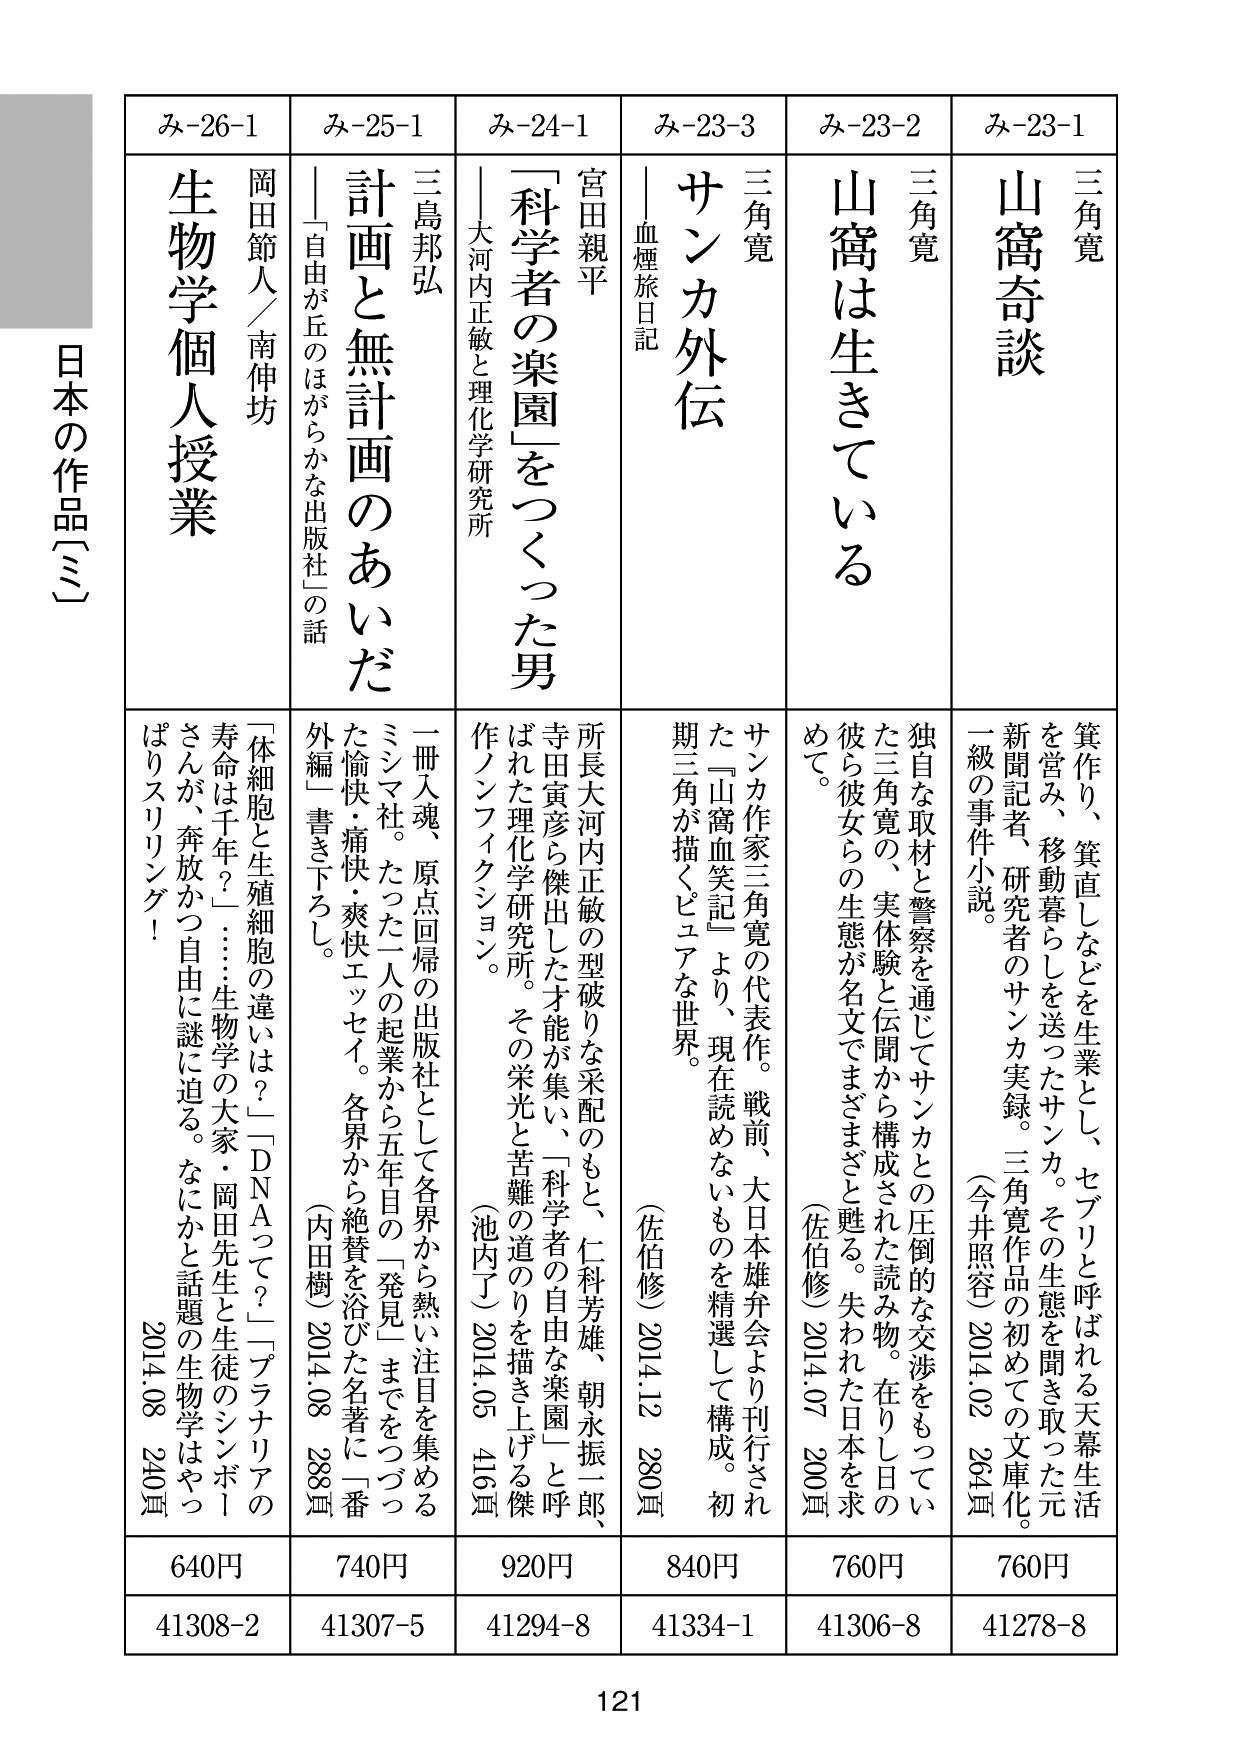 日本の作品〔ミ〕
み-23-1
三角寛
山窩奇談
箕作り、箕直しなどを生業とし、セブリと呼ばれる天幕生活
を営み、移動暮らしを送ったサンカ。その生態を聞き取った元
新聞記者、研究者のサンカ実録。三角寛作品の初めての文庫化。
一級の事件小説。
（今井照容）2014.02　264頁
760円
41278-8
み-23-2
三角寛
山窩は生きている
独自な取材と警察を通じてサンカとの圧倒的な交渉をもってい
た三角寛の、実体験と伝聞から構成された読み物。在りし日の
彼ら彼女らの生態が名文でまざまざと甦る。失われた日本を求
めて。
（佐伯修）2014.07　200頁
760円
41306-8
み-23-3
三角寛
サンカ外伝
――血煙旅日記
サンカ作家三角寛の代表作。戦前、大日本雄弁会より刊行され
た『山窩血笑記』より、現在読めないものを精選して構成。初
期三角が描くピュアな世界。
（佐伯修）2014.12　280頁
840円
41334-1
み-24-1
宮田親平
「科学者の楽園」をつくった男
――大河内正敏と理化学研究所
所長大河内正敏の型破りな采配のもと、仁科芳雄、朝永振一郎、
寺田寅彦ら傑出した才能が集い、「科学者の自由な楽園」と呼
ばれた理化学研究所。その栄光と苦難の道のりを描き上げる傑
作ノンフィクション。
（池内了）2014.05　416頁
920円
41294-8
み-25-1
三島邦弘
計画と無計画のあいだ
――「自由が丘のほがらかな出版社」の話
一冊入魂、原点回帰の出版社として各界から熱い注目を集める
ミシマ社。たった一人の起業から五年目の「発見」までをつづっ
た愉快・痛快・爽快エッセイ。各界から絶賛を浴びた名著に「番
外編」書き下ろし。
（内田樹）2014.08　288頁
740円
41307-5
み-26-1
岡田節人／南伸坊
生物学個人授業
「体細胞と生殖細胞の違いは？」「DNAって？」「プラナリアの
寿命は千年？」……生物学の大家・岡田先生と生徒のシンボー
さんが、奔放かつ自由に謎に迫る。なにかと話題の生物学はやっ
ぱりスリリング！
2014.08　240頁
640円
41308-2
121